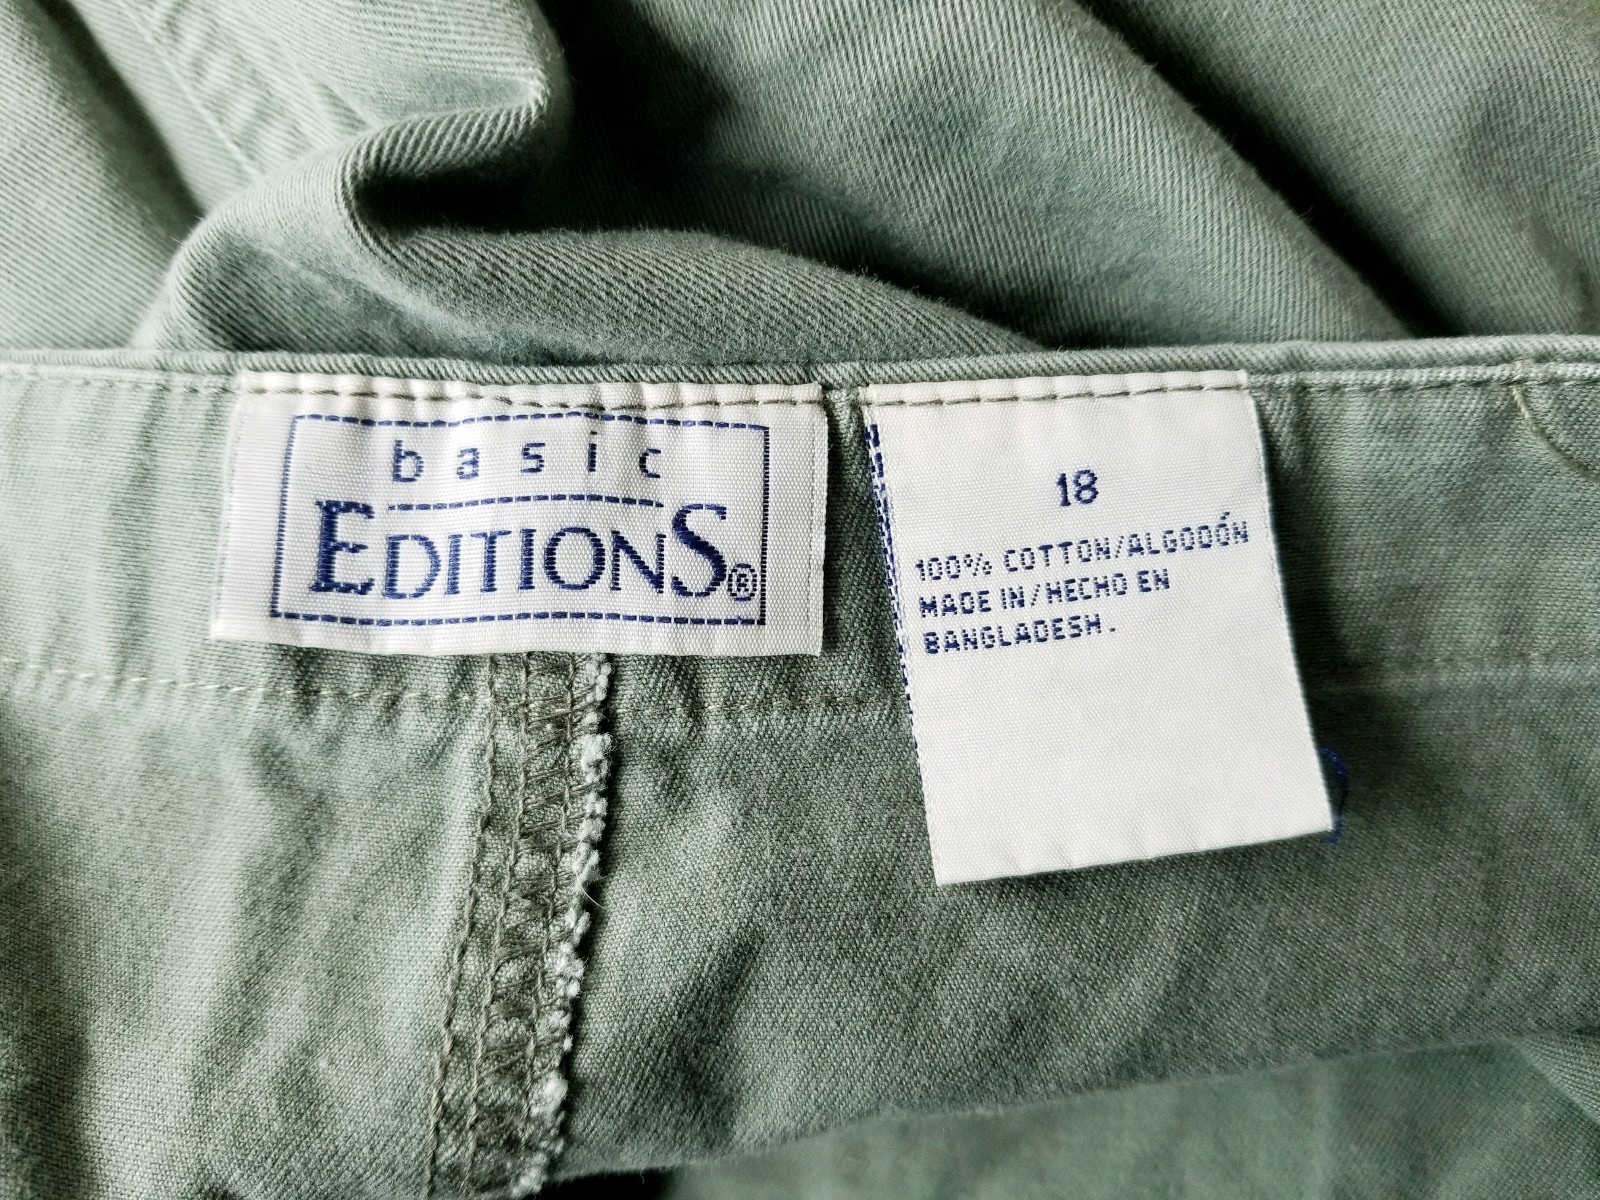 basic
EDITIONS®
18
100% COTTON/ALGODÓN
MADE IN/HECHO EN
BANGLADESH.